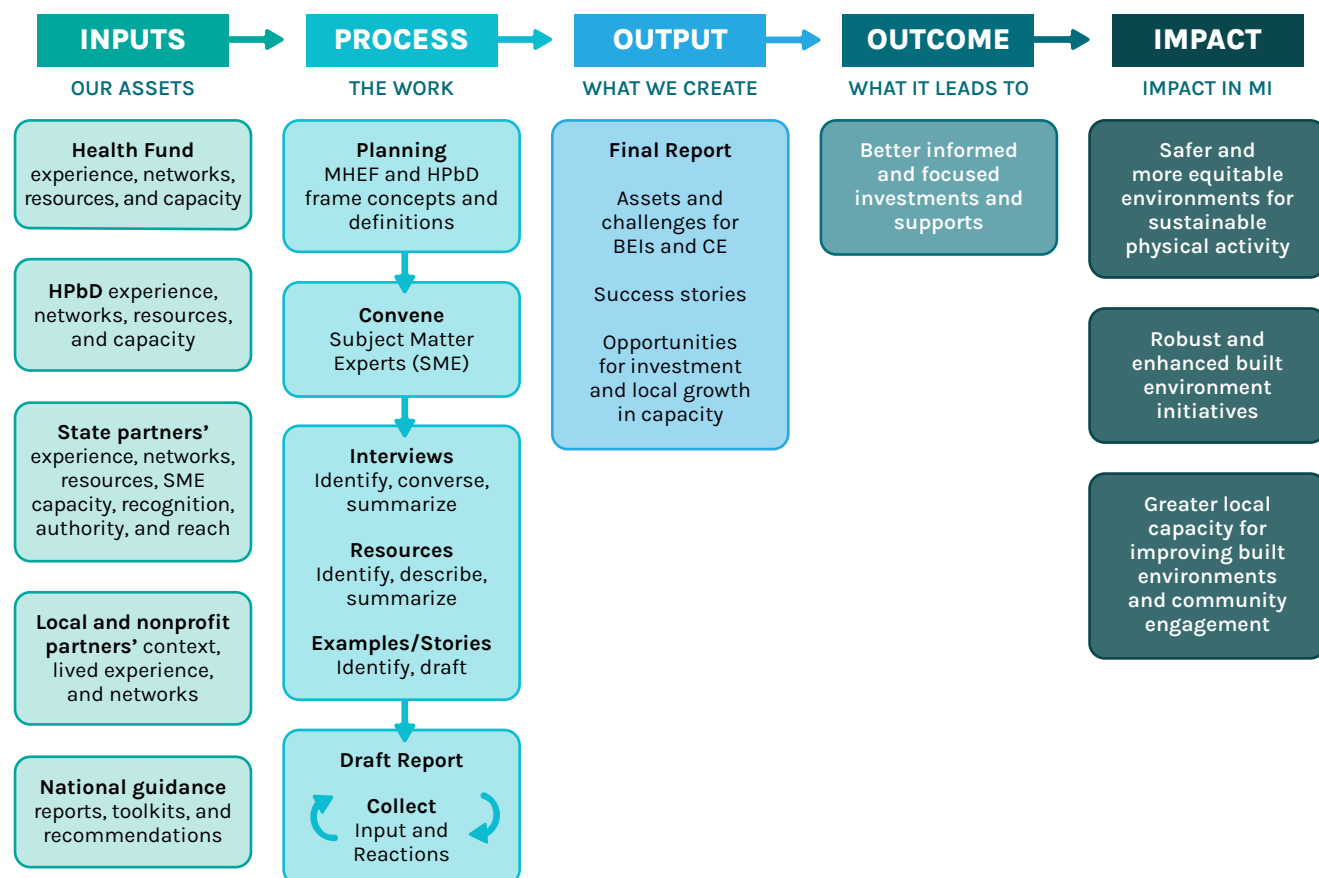 INPUTS
OUR ASSETS
Health Fund
experience, networks,
resources, and capacity
HPbD experience,
networks, resources,
and capacity
State partners’
experience, networks,
resources, SME
capacity, recognition,
authority, and reach
Local and nonprofit
partners’ context,
lived experience,
and networks
National guidance
reports, toolkits, and
recommendations
PROCESS
THE WORK
Planning
MHEF and HPbD
frame concepts and
definitions
Convene
Subject Matter
Experts (SME)
Interviews
Identify, converse,
summarize
Resources
Identify, describe,
summarize
Examples/Stories
Identify, draft
Draft Report
Collect
Input and
Reactions
OUTPUT
WHAT WE CREATE
Final Report
Assets and
challenges for
BEIs and CE
Success stories
Opportunities
for investment
and local growth
in capacity
OUTCOME
WHAT IT LEADS TO
Better informed
and focused
investments and
supports
IMPACT
IMPACT IN MI
Safer and
more equitable
environments for
sustainable
physical activity
Robust and
enhanced built
environment
initiatives
Greater local
capacity for
improving built
environments
and community
engagement